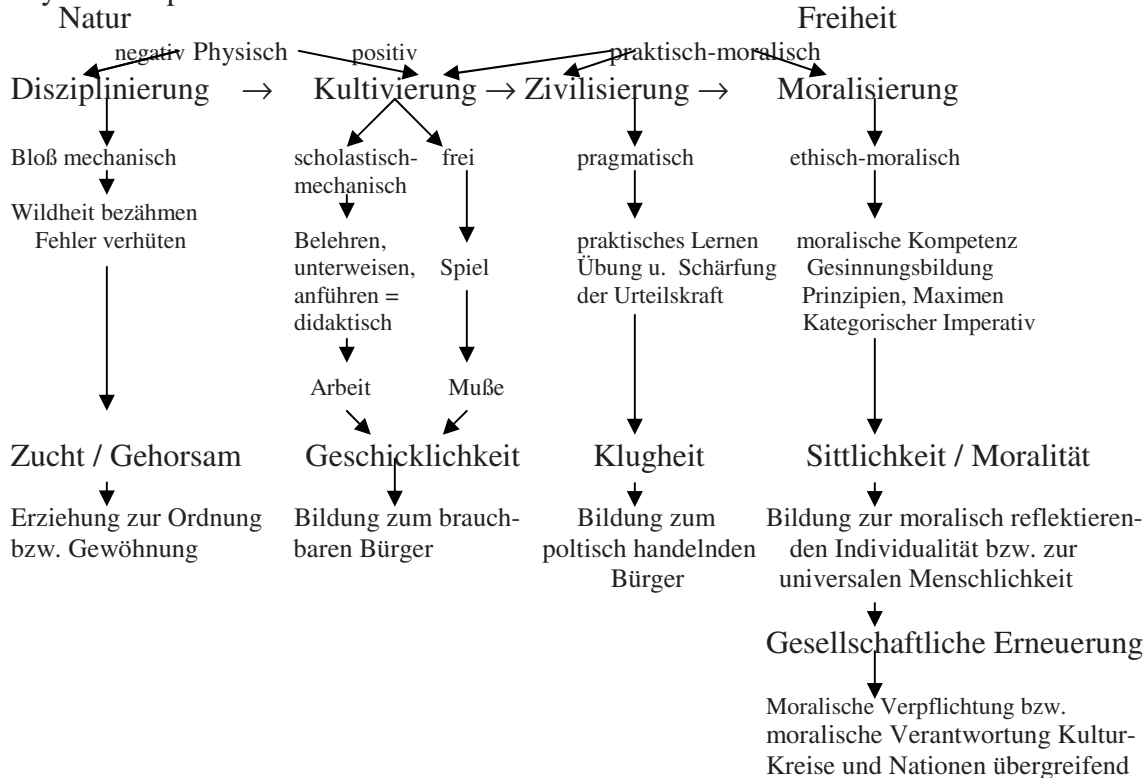 Natur Freiheit
negativ Physisch positiv praktisch-moralisch
Disziplinierung → Kultivierung → Zivilisierung → Moralisierung
Bloß mechanisch scholastisch- frei pragmatisch ethisch-moralisch
mechanisch
Wildheit bezähmen
Fehler verhüten Belehren, praktisches Lernen moralische Kompetenz
unterweisen, Spiel Übung u. Schärfung Gesinnungsbildung
anführen = der Urteilskraft Prinzipien, Maximen
didaktisch Kategorischer Imperativ
Arbeit Muße
Zucht / Gehorsam Geschicklichkeit Klugheit Sittlichkeit / Moralität
Erziehung zur Ordnung Bildung zum brauch- Bildung zum Bildung zur moralisch reflektieren-
bzw. Gewöhnung baren Bürger poltisch handelnden den Individualität bzw. zur
Bürger universalen Menschlichkeit
Gesellschaftliche Erneuerung
Moralische Verpflichtung bzw.
moralische Verantwortung Kultur-
Kreise und Nationen übergreifend